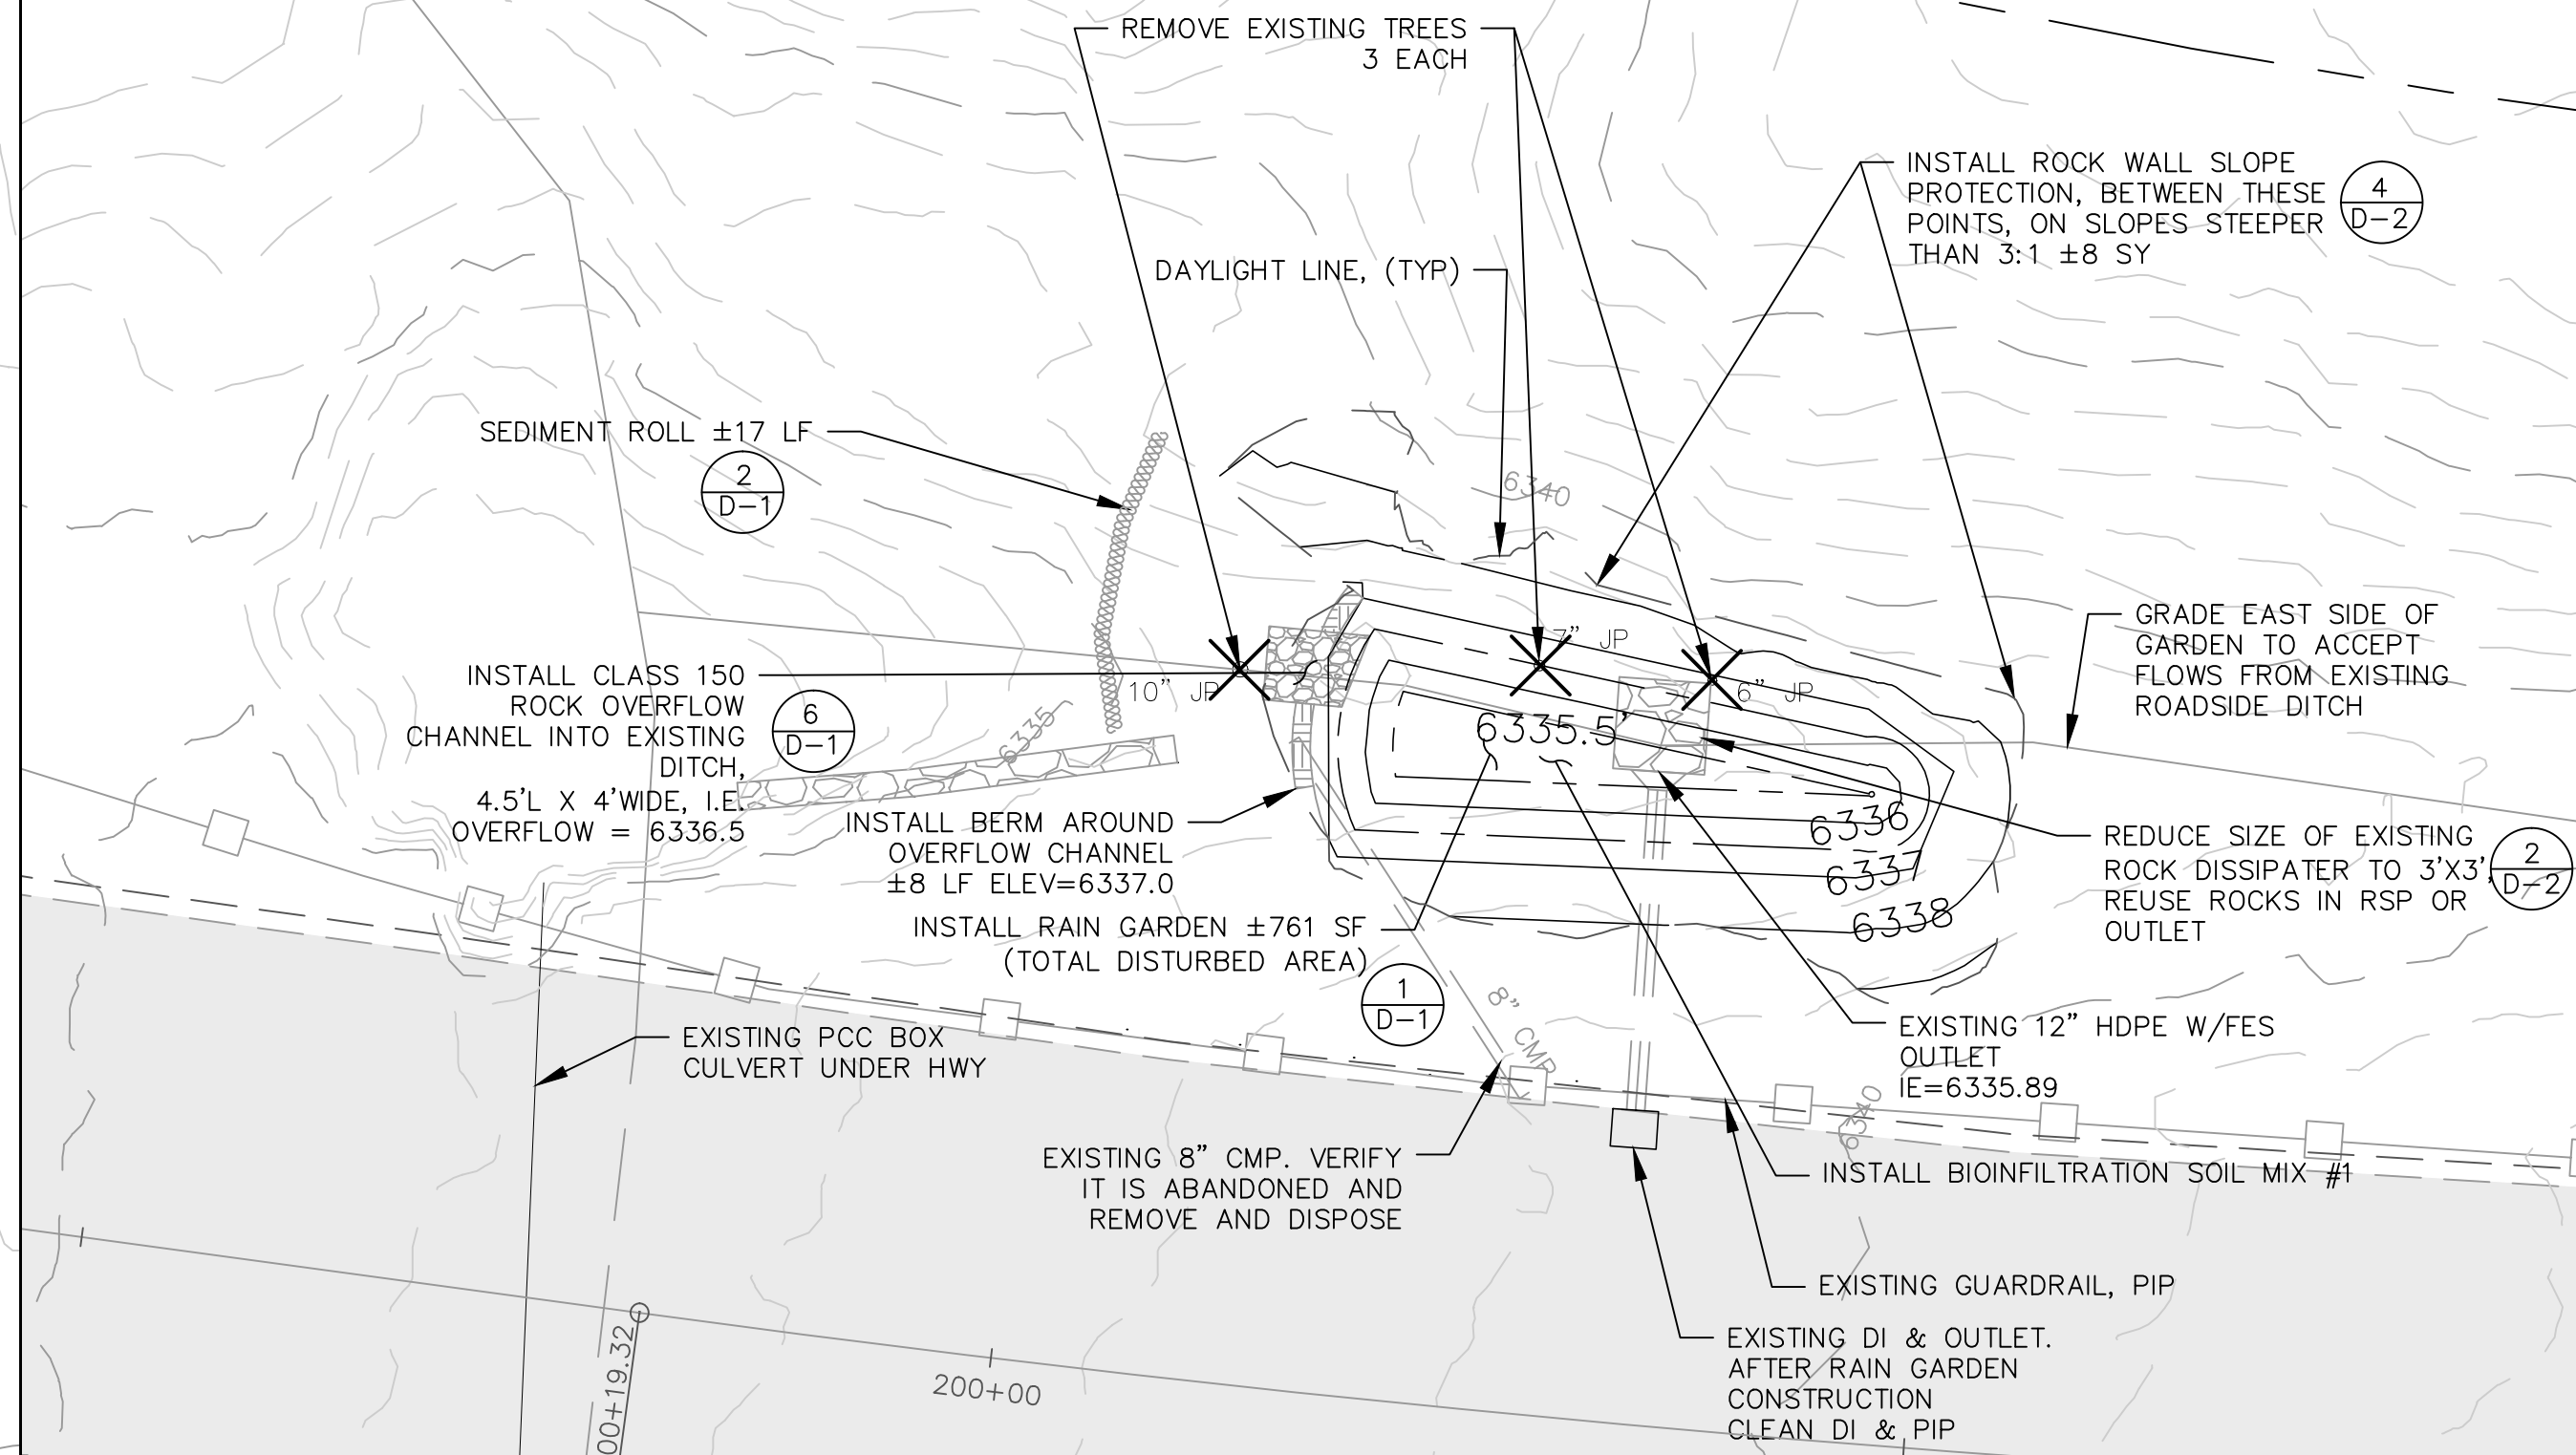 REMOVE EXISTING TREES
3 EACH
INSTALL ROCK WALL SLOPE
PROTECTION, BETWEEN THESE
POINTS, ON SLOPES STEEPER
THAN 3:1 ±8 SY
4
D-2
DAYLIGHT LINE, (TYP)
SEDIMENT ROLL ±17 LF
2
D-1
6340
GRADE EAST SIDE OF
GARDEN TO ACCEPT
FLOWS FROM EXISTING
ROADSIDE DITCH
7" JP
10" JP
6" JP
INSTALL CLASS 150
ROCK OVERFLOW
CHANNEL INTO EXISTING
DITCH,
4.5'L X 4'WIDE, I.E.
OVERFLOW = 6336.5
6
D-1
6335
6335.5'
6336
6337
6338
INSTALL BERM AROUND
OVERFLOW CHANNEL
±8 LF ELEV=6337.0
REDUCE SIZE OF EXISTING
ROCK DISSIPATER TO 3'X3',
REUSE ROCKS IN RSP OR
OUTLET
2
D-2
INSTALL RAIN GARDEN ±761 SF
(TOTAL DISTURBED AREA)
1
D-1
8" CMP
EXISTING PCC BOX
CULVERT UNDER HWY
EXISTING 12" HDPE W/FES
OUTLET
IE=6335.89
6340
EXISTING 8" CMP. VERIFY
IT IS ABANDONED AND
REMOVE AND DISPOSE
INSTALL BIOINFILTRATION SOIL MIX #1
EXISTING GUARDRAIL, PIP
EXISTING DI & OUTLET.
AFTER RAIN GARDEN
CONSTRUCTION
CLEAN DI & PIP
200+00
00+19.32